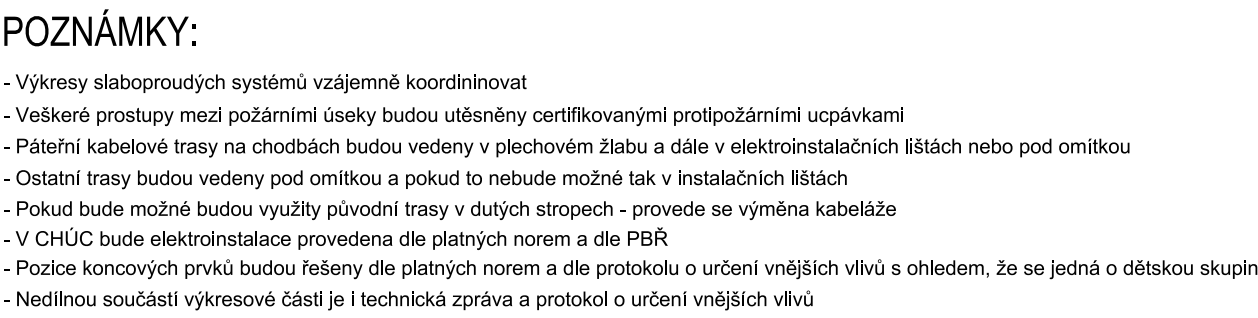 POZNÁMKY:
- Výkresy slaboproudých systémů vzájemně koordininovat
- Veškeré prostupy mezi požárními úseky budou utěsněny certifikovanými protipožárními ucpávkami
- Páteřní kabelové trasy na chodbách budou vedeny v plechovém žlabu a dále v elektroinstalačních lištách nebo pod omítkou
- Ostatní trasy budou vedeny pod omítkou a pokud to nebude možné tak v instalačních lištách
- Pokud bude možné budou využity původní trasy v dutých stropech - provede se výměna kabeláže
- V CHÚC bude elektroinstalace provedena dle platných norem a dle PBŘ
- Pozice koncových prvků budou řešeny dle platných norem a dle protokolu o určení vnějších vlivů s ohledem, že se jedná o dětskou skupin
- Nedílnou součástí výkresové části je i technická zpráva a protokol o určení vnějších vlivů